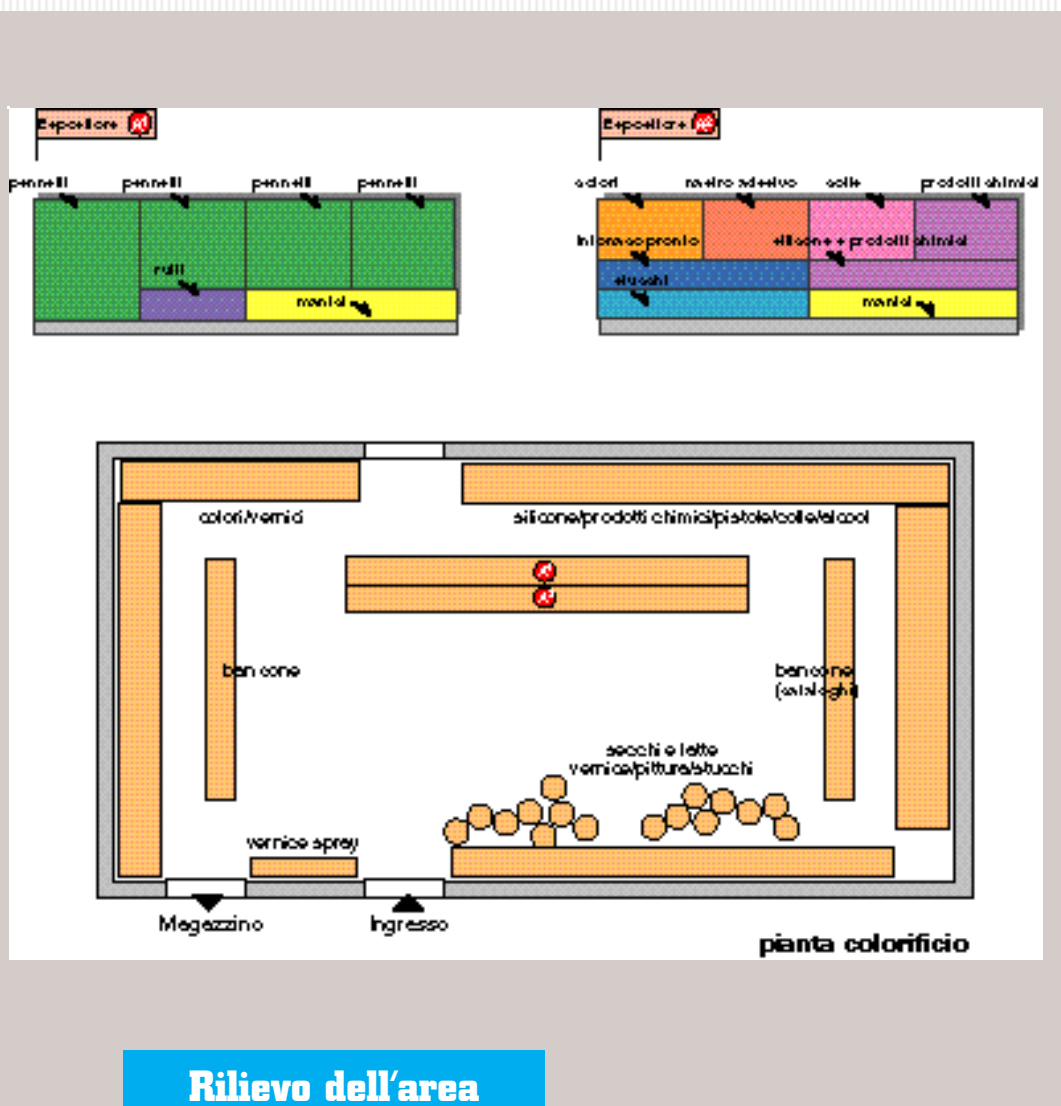 Espositore A1
Espositore A2
pennelli pennelli pennelli pennelli
colori nastro adesivo colle prodotti chimici
intonaco pronto silicone + prodotti chimici
rulli
stucchi
manici
manici
colori/vernici
silicone/prodotti chimici/pistole/colle/alcool
bancone
bancone
(cataloghi)
secchi e latte
vernice/pitture/stucchi
vernice spray
Magazzino
Ingresso
pianta colorificio
Rilievo dell'area